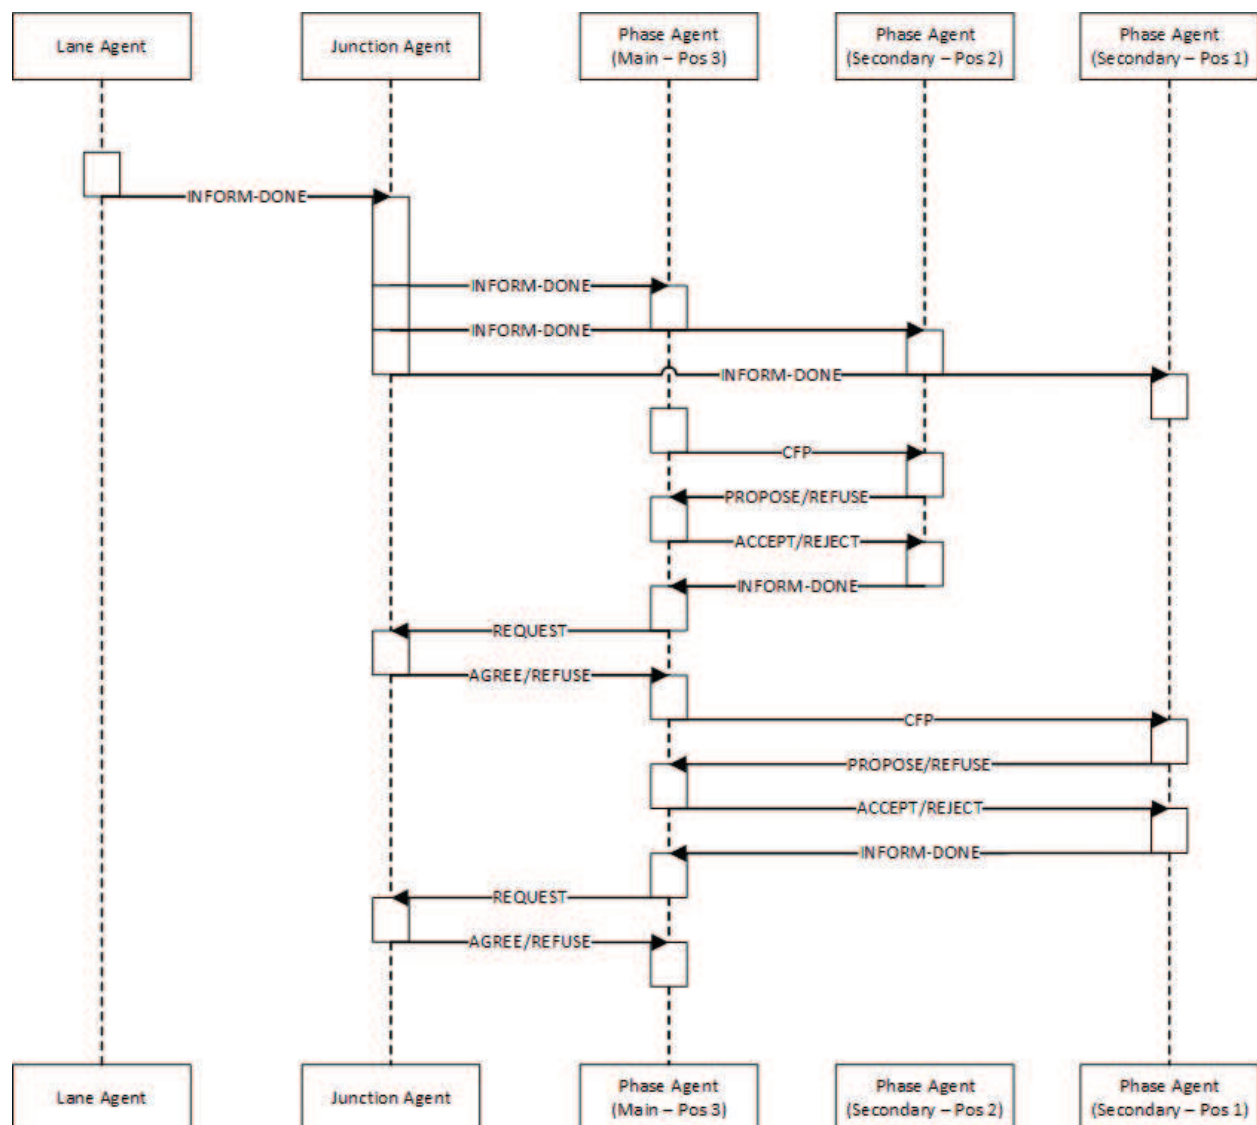 Lane Agent
Junction Agent
Phase Agent
(Main – Pos 3)
Phase Agent
(Secondary – Pos 2)
Phase Agent
(Secondary – Pos 1)
INFORM-DONE
INFORM-DONE
INFORM-DONE
INFORM-DONE
CFP
PROPOSE/REFUSE
ACCEPT/REJECT
INFORM-DONE
REQUEST
AGREE/REFUSE
CFP
PROPOSE/REFUSE
ACCEPT/REJECT
INFORM-DONE
REQUEST
AGREE/REFUSE
Lane Agent
Junction Agent
Phase Agent
(Main – Pos 3)
Phase Agent
(Secondary – Pos 2)
Phase Agent
(Secondary – Pos 1)